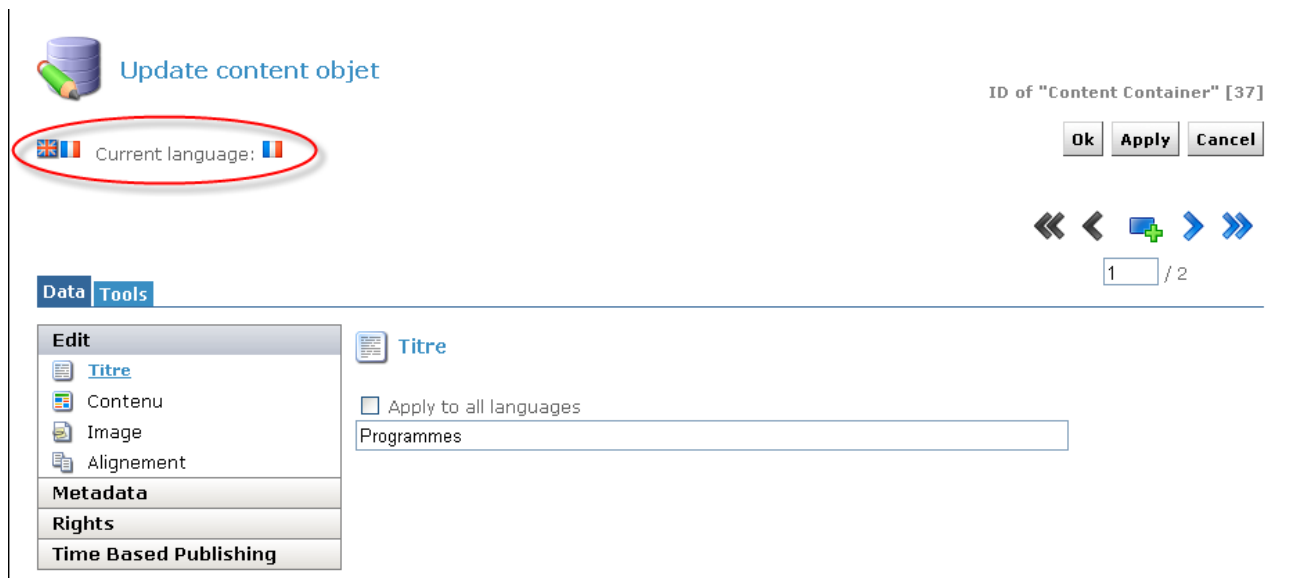 Update content objet
ID of "Content Container" [37]
Current language:
Ok Apply Cancel
1 / 2
Data Tools
Edit
Titre
Titre
Contenu
Apply to all languages
Image
Programmes
Alignement
Metadata
Rights
Time Based Publishing